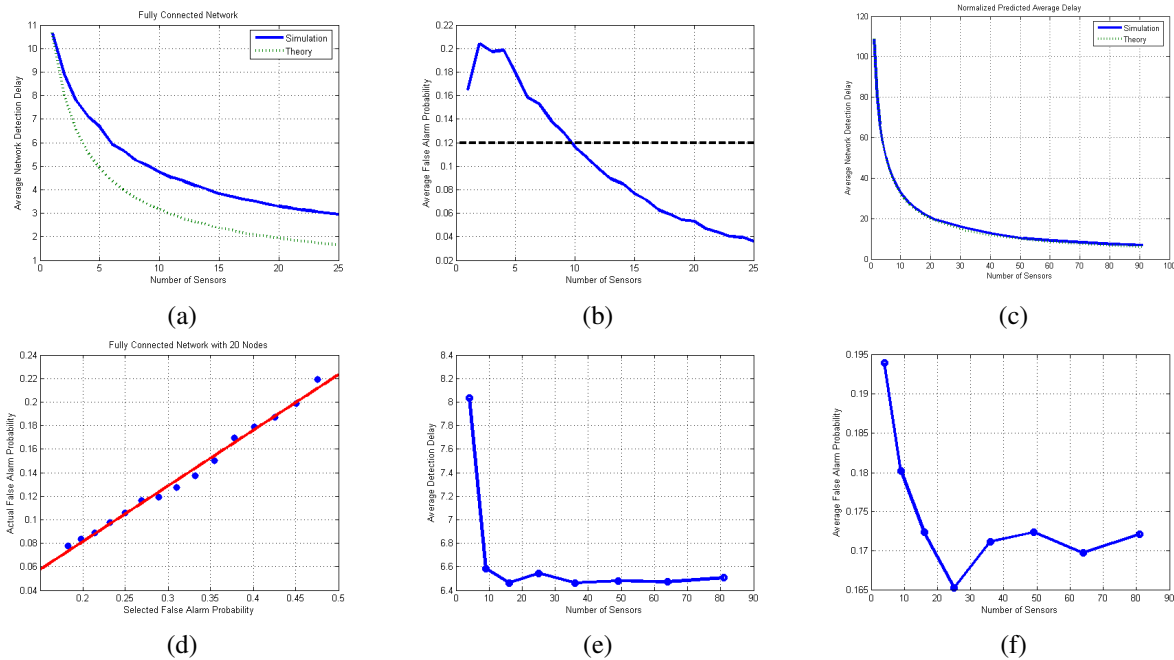 Fully Connected Network
Average Network Detection Delay
11
10
9
8
7
6
5
4
3
2
1
0 5 10 15 20 25
Number of Sensors
Simulation
Theory
(a)
Average False Alarm Probability
0.22
0.2
0.18
0.16
0.14
0.12
0.1
0.08
0.06
0.04
0.02
0 5 10 15 20 25
Number of Sensors
(b)
Normalized Predicted Average Delay
Average Network Detection Delay
120
100
80
60
40
20
0
0 10 20 30 40 50 60 70 80 90 100
Number of Sensors
Simulation
Theory
(c)
Fully Connected Network with 20 Nodes
Actual False Alarm Probability
0.24
0.22
0.2
0.18
0.16
0.14
0.12
0.1
0.08
0.06
0.04
0.2 0.25 0.3 0.35 0.4 0.45 0.5
Selected False Alarm Probability
(d)
Average Detection Delay
8.2
8
7.8
7.6
7.4
7.2
7
6.8
6.6
6.4
0 10 20 30 40 50 60 70 80 90
Number of Sensors
(e)
Average False Alarm Probability
0.195
0.19
0.185
0.18
0.175
0.17
0.165
0 10 20 30 40 50 60 70 80 90
Number of Sensors
(f)